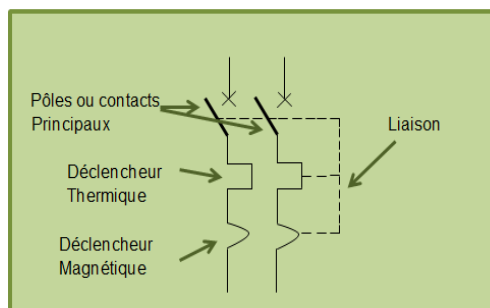 Pôles ou contacts
Principaux
Liaison
Déclencheur
Thermique
Déclencheur
Magnétique